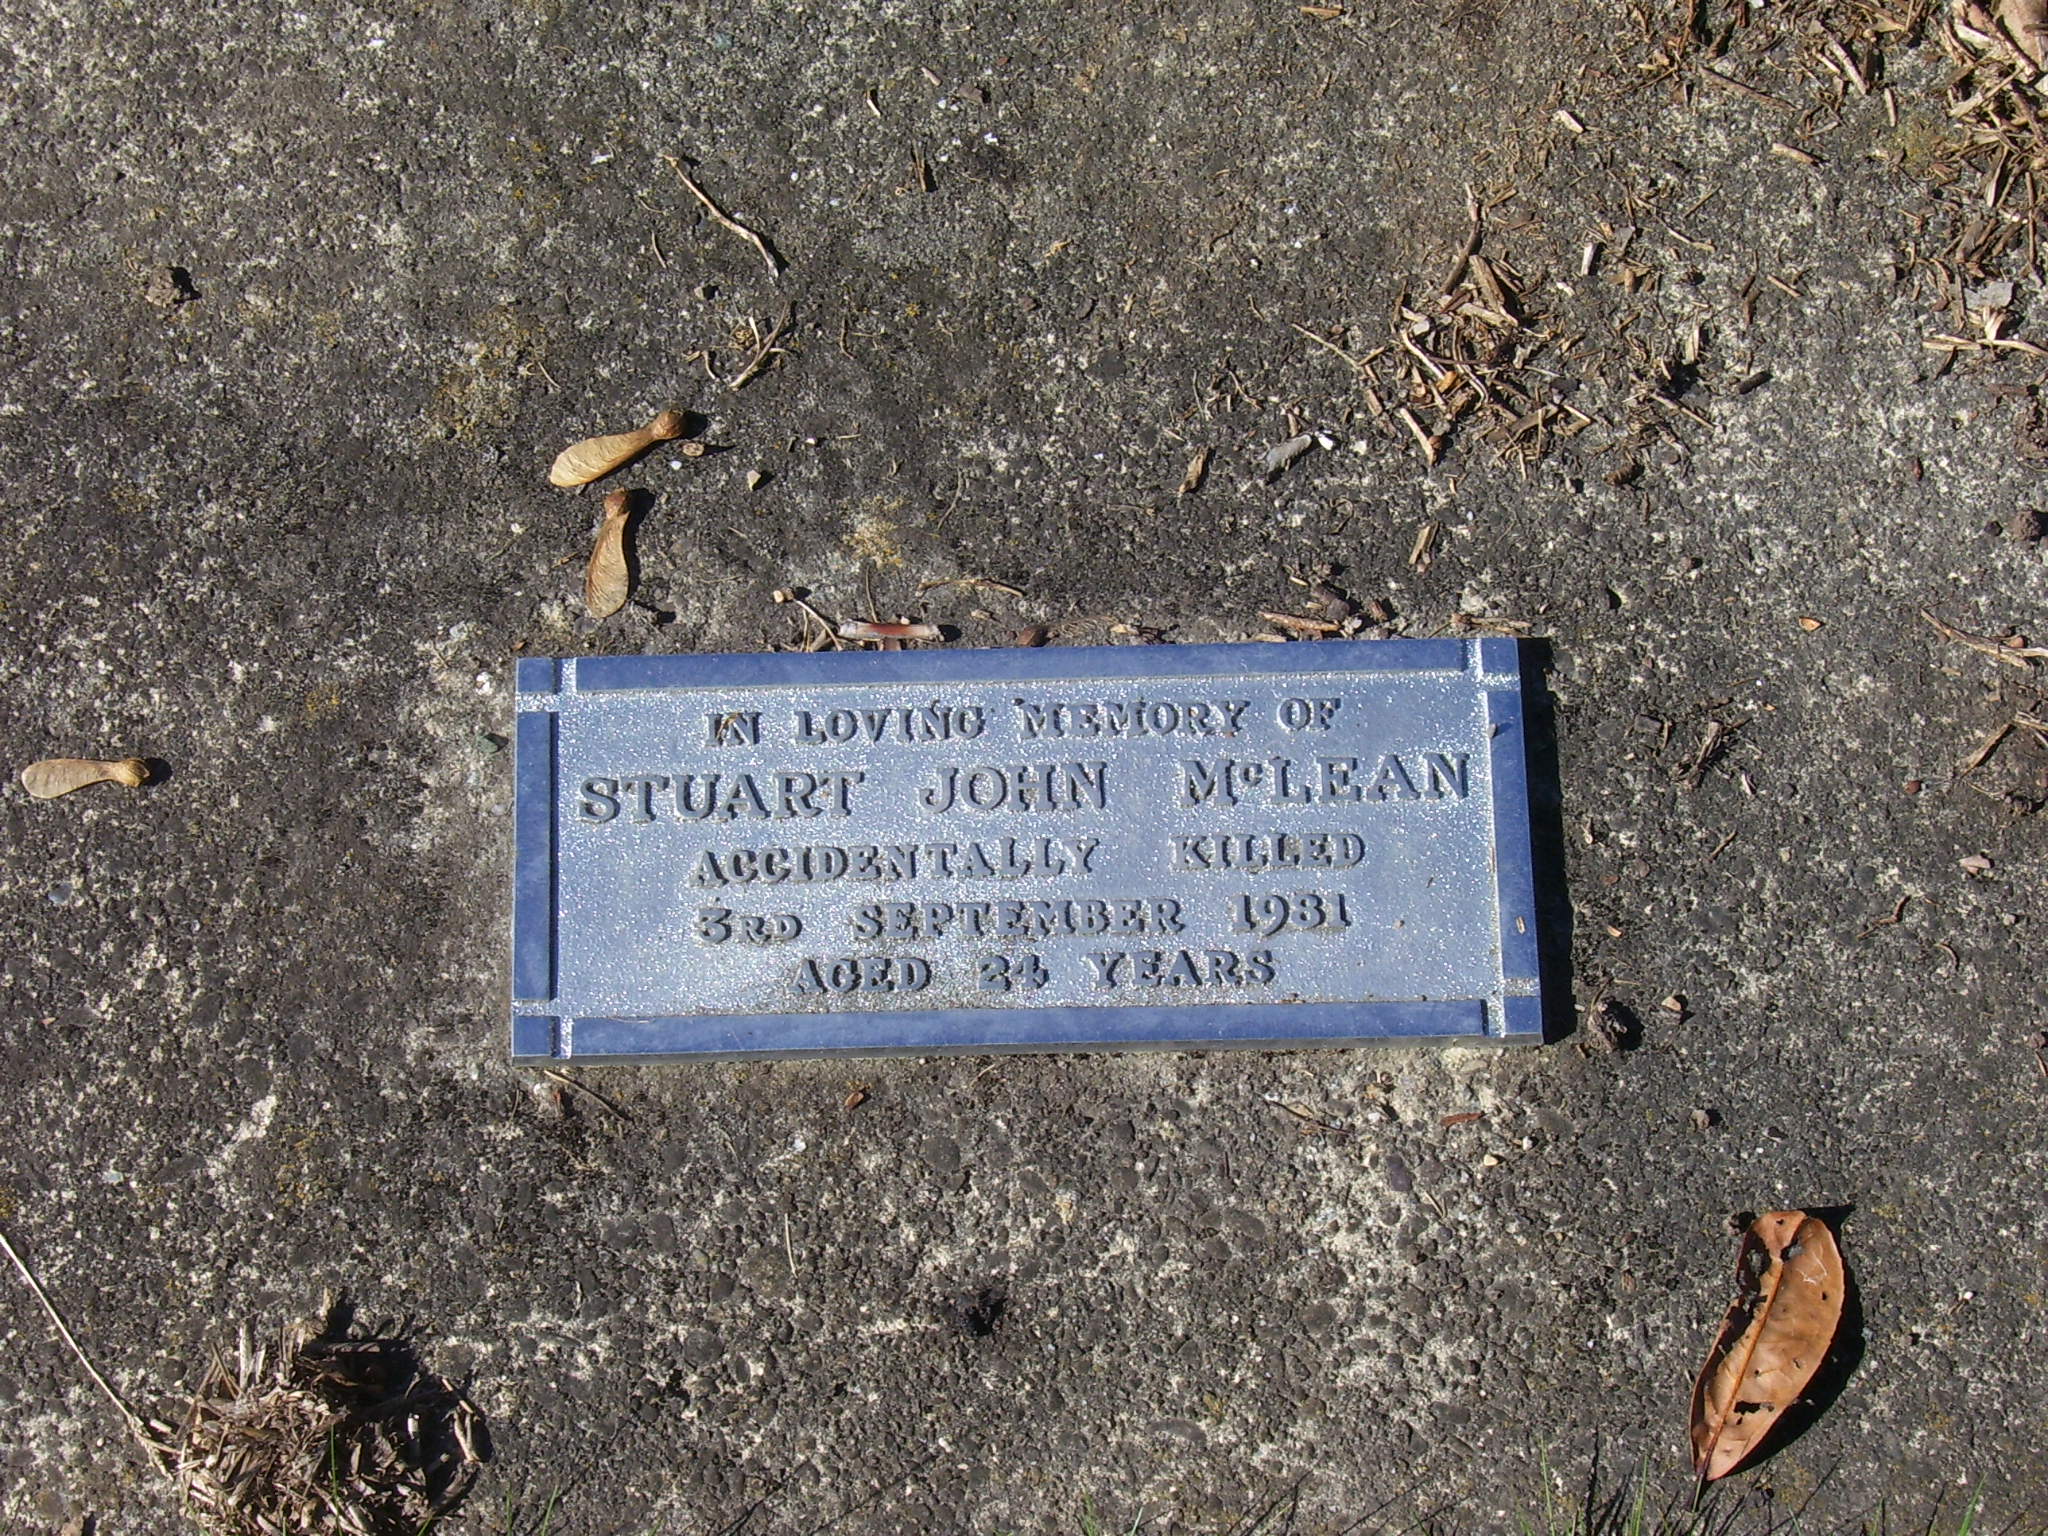 IN LOVING MEMORY OF
STUART JOHN McLEAN
ACCIDENTALLY KILLED
3RD SEPTEMBER 1981
AGED 24 YEARS